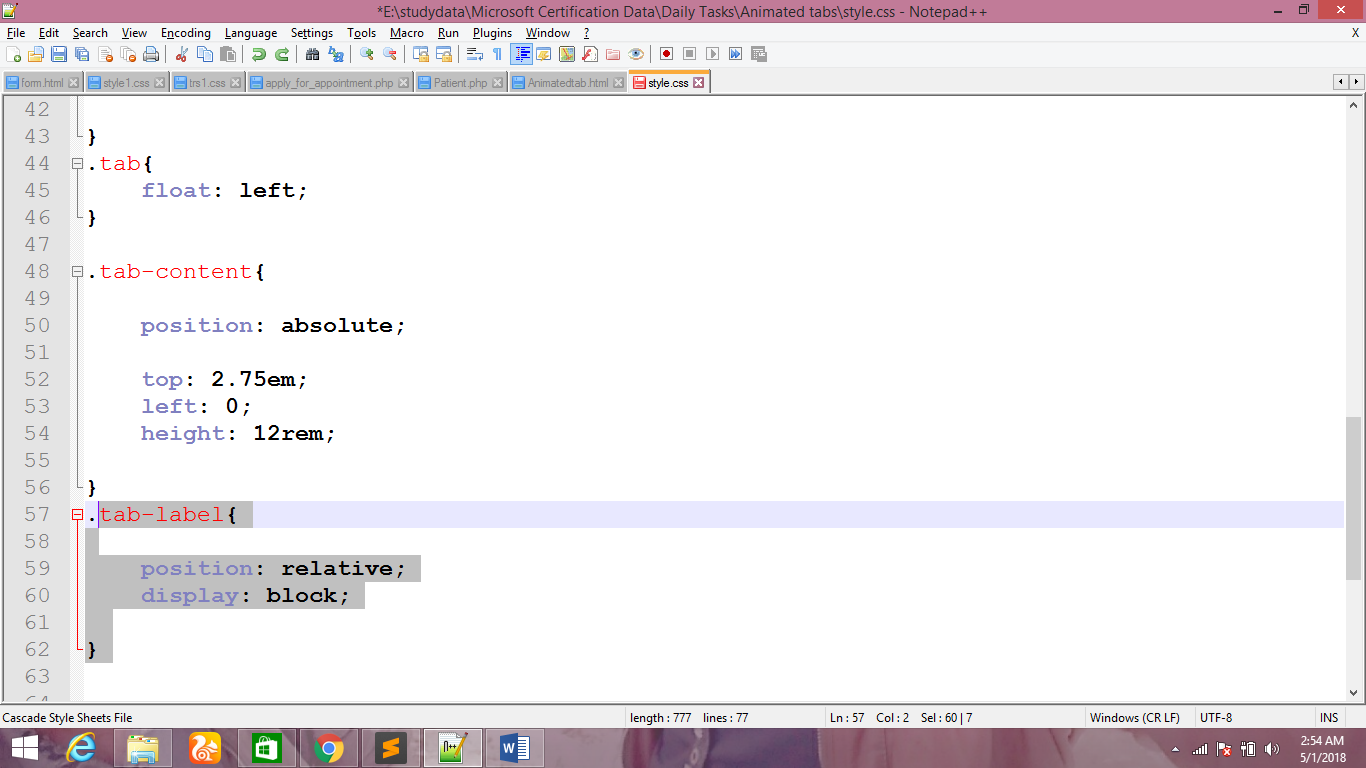 *E:\studydata\Microsoft Certification Data\Daily Tasks\Animated tabs\style.css - Notepad++
File Edit Search View Encoding Language Settings Tools Macro Run Plugins Window ? X
form.html style1.css trs1.css apply_for_appointment.php Patient.php Animatedtab.html style.css
42
43 }
44 .tab{
45 float: left;
46 }
47
48 .tab-content{
49
50 position: absolute;
51
52 top: 2.75em;
53 left: 0;
54 height: 12rem;
55
56 }
57 .tab-label{
58
59 position: relative;
60 display: block;
61
62 }
63
64
Cascade Style Sheets File length : 777 lines : 77 Ln : 57 Col : 2 Sel : 60 | 7 Windows (CR LF) UTF-8 INS
2:54 AM
5/1/2018